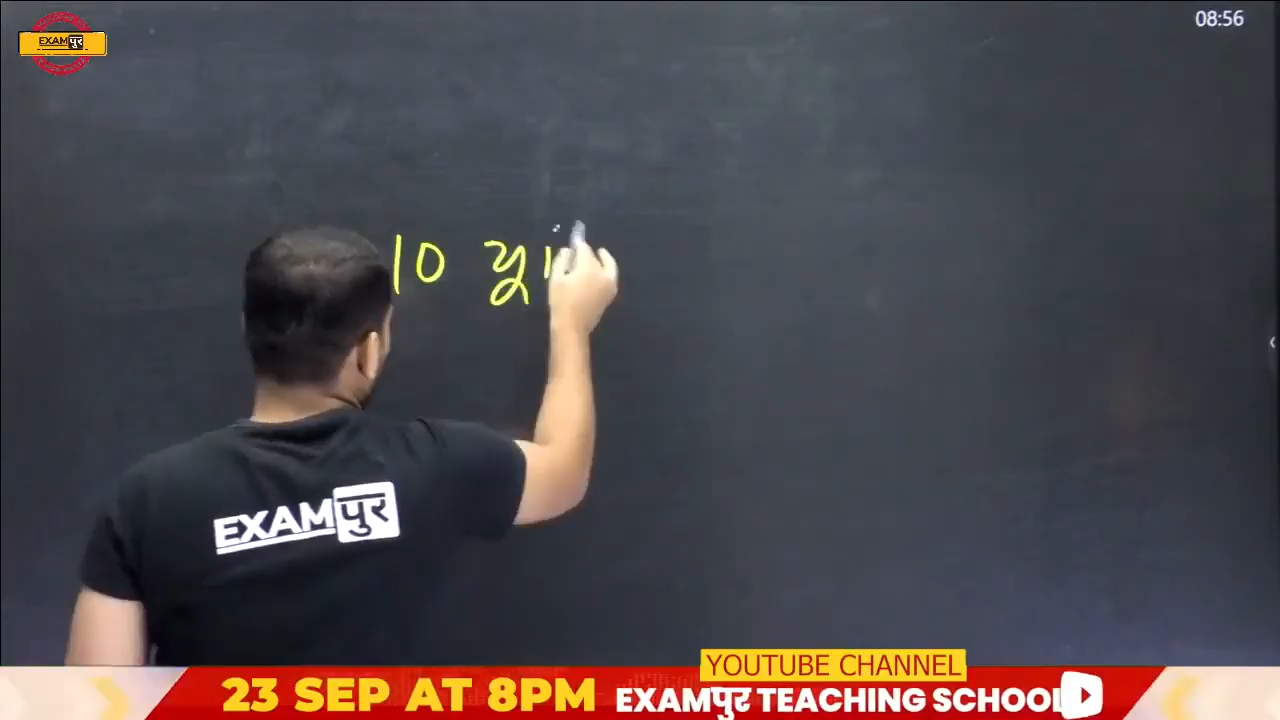 EXAMपुर
08:56
10 यू
EXAMपुर
YOUTUBE CHANNEL
23 SEP AT 8PM EXAMपुर TEACHING SCHOOL